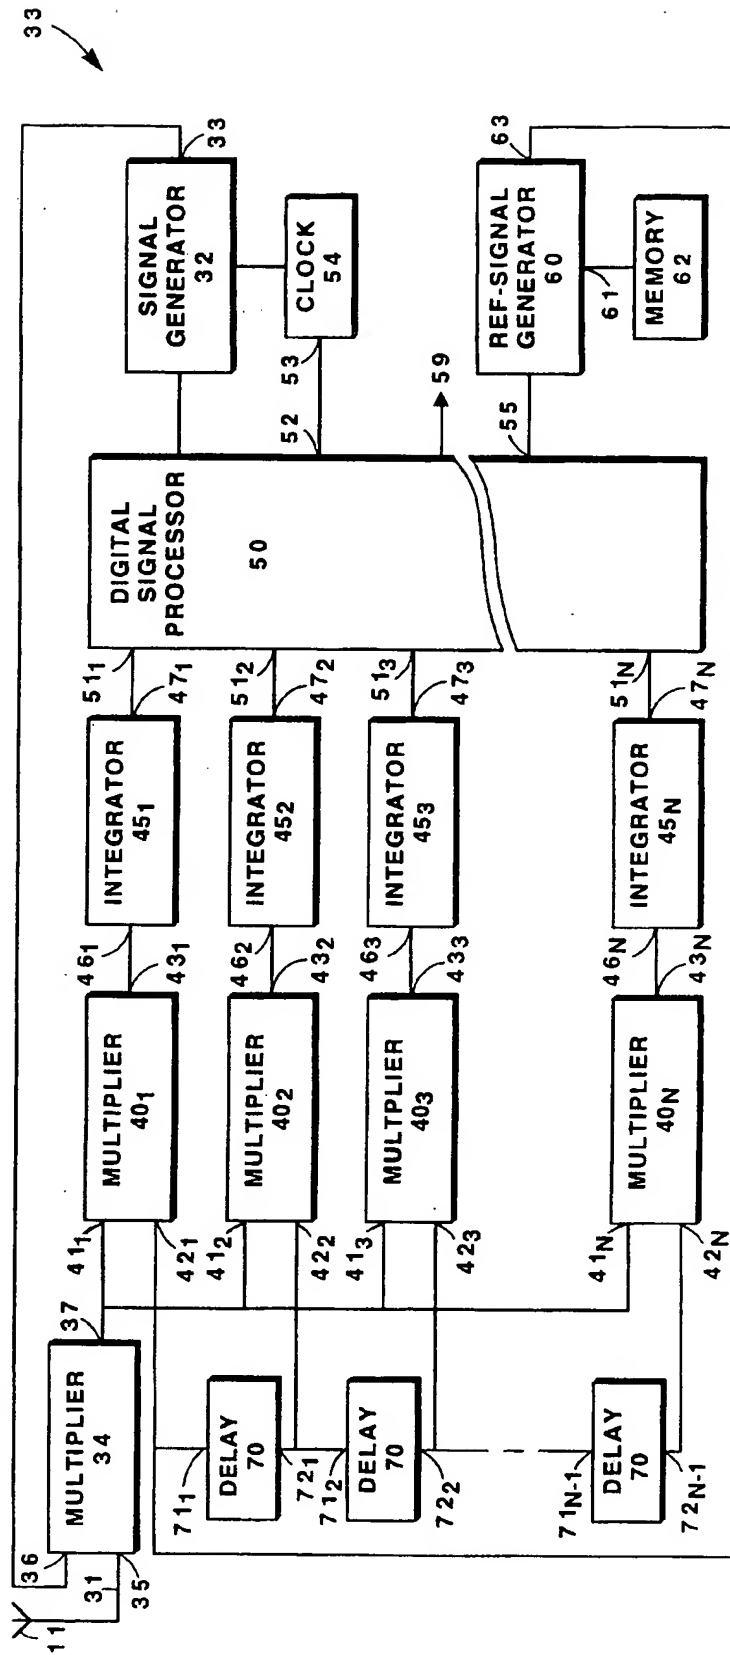 33
11
31
36
35
MULTIPLIER
34
37
41₁
42₁
MULTIPLIER
40₁
43₁
46₁
INTEGRATOR
45₁
47₁
51₁
DIGITAL
SIGNAL
PROCESSOR
50
SIGNAL
GENERATOR
32
33
71₁
DELAY
70
72₁
41₂
42₂
MULTIPLIER
40₂
43₂
46₂
INTEGRATOR
45₂
47₂
51₂
52
53
CLOCK
54
71₂
DELAY
70
72₂
41₃
42₃
MULTPLIER
40₃
43₃
46₃
INTEGRATOR
45₃
47₃
51₃
59
71N-1
DELAY
70
72N-1
41N
42N
MULTIPLIER
40N
43N
46N
INTEGRATOR
45N
47N
51N
55
REF-SIGNAL
GENERATOR
60
63
61
MEMORY
62